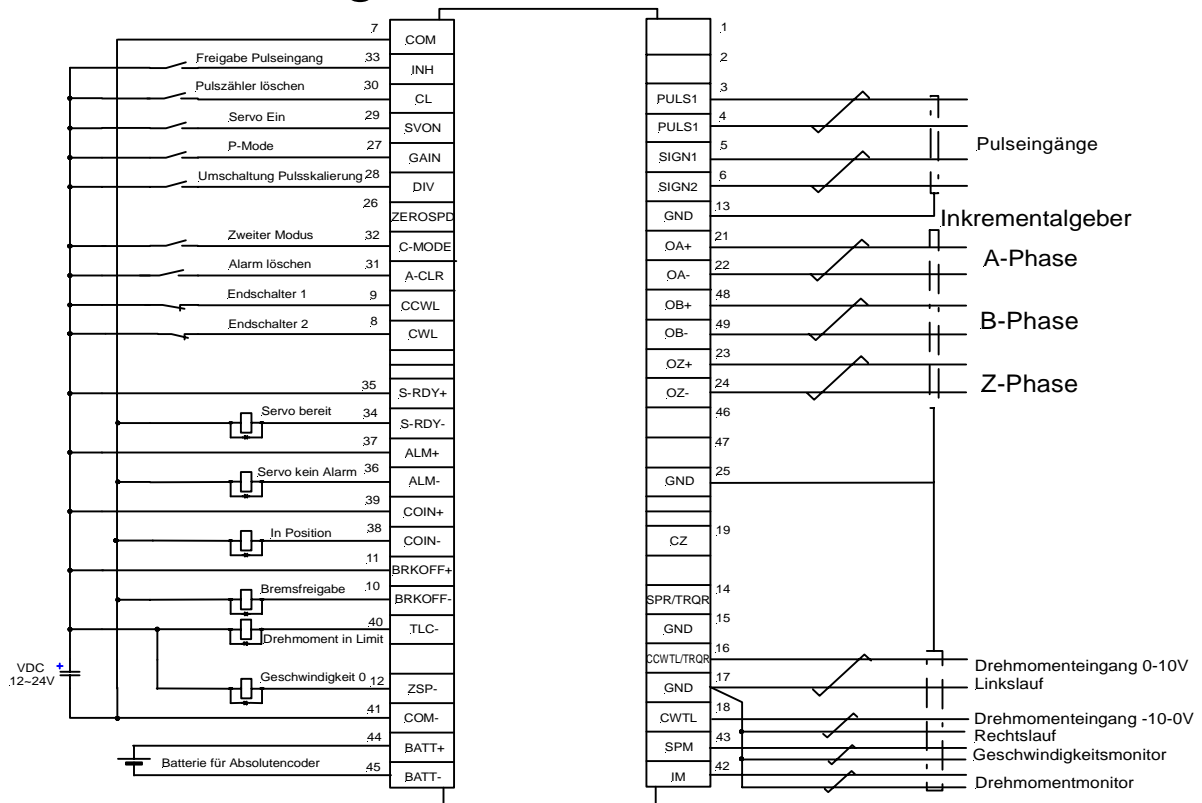 g
7
COM
33
Freigabe Pulseingang
INH
30
Pulszähler löschen
CL
29
Servo Ein
SVON
27
P-Mode
GAIN
Umschaltung Pulsskalierung 28
DIV
26
ZEROSPD
32
Zweiter Modus
C-MODE
31
Alarm löschen
A-CLR
9
Endschalter 1
CCWL
8
Endschalter 2
CWL
35
S-RDY+
34
Servo bereit
S-RDY-
37
ALM+
36
Servo kein Alarm
ALM-
39
COIN+
38
In Position
COIN-
11
BRKOFF+
10
Bremsfreigabe
BRKOFF-
40
TLC-
Drehmoment in Limit
VDC +
12~24V
Geschwindigkeit 0 12
ZSP-
41
COM-
44
BATT+
Batterie für Absolutencoder
45
BATT-
1
2
3
PULS1
4
PULS1
Pulseingänge
5
SIGN1
6
SIGN2
13
GND
Inkrementalgeber
21
OA+
A-Phase
22
OA-
48
OB+
B-Phase
49
OB-
23
OZ+
Z-Phase
24
OZ-
46
47
25
GND
19
CZ
14
SPR/TRQR
15
GND
16
CCWTL/TRQR
Drehmomenteingang 0-10V
17
GND
Linkslauf
18
CWTL
Drehmomenteingang -10-0V
Rechtslauf
43
SPM
Geschwindigkeitsmonitor
42
IM
Drehmomentmonitor